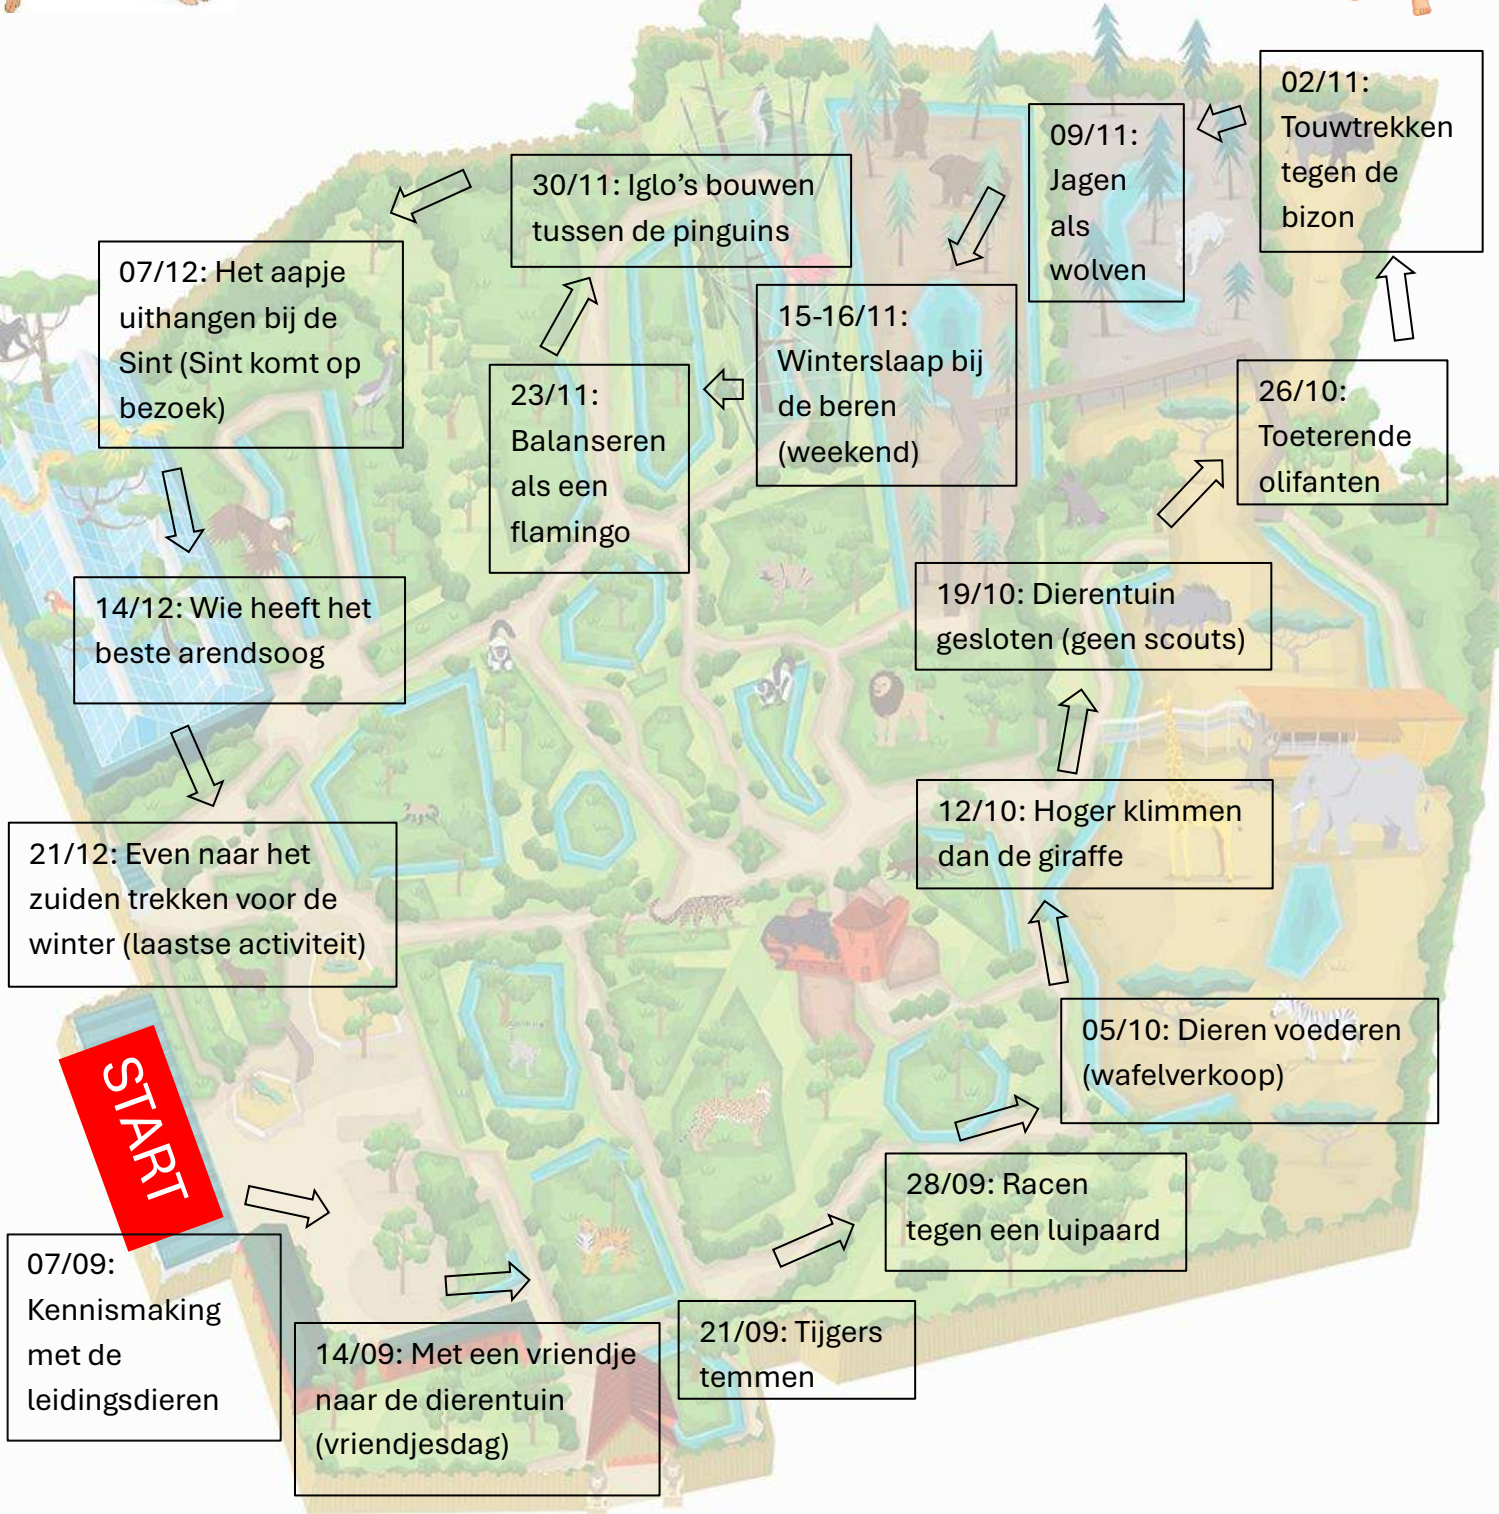 START
07/09:
Kennismaking
met de
leidingsdieren
14/09: Met een vriendje
naar de dierentuin
(vriendjesdag)
21/09: Tijgers
temmen
28/09: Racen
tegen een luipaard
05/10: Dieren voederen
(wafelverkoop)
12/10: Hoger klimmen
dan de giraffe
19/10: Dierentuin
gesloten (geen scouts)
26/10:
Toeterende
olifanten
02/11:
Touwtrekken
tegen de
bizon
09/11:
Jagen
als
wolven
15-16/11:
Winterslaap bij
de beren
(weekend)
23/11:
Balanseren
als een
flamingo
30/11: Iglo’s bouwen
tussen de pinguins
07/12: Het aapje
uithangen bij de
Sint (Sint komt op
bezoek)
14/12: Wie heeft het
beste arendsoog
21/12: Even naar het
zuiden trekken voor de
winter (laastse activiteit)